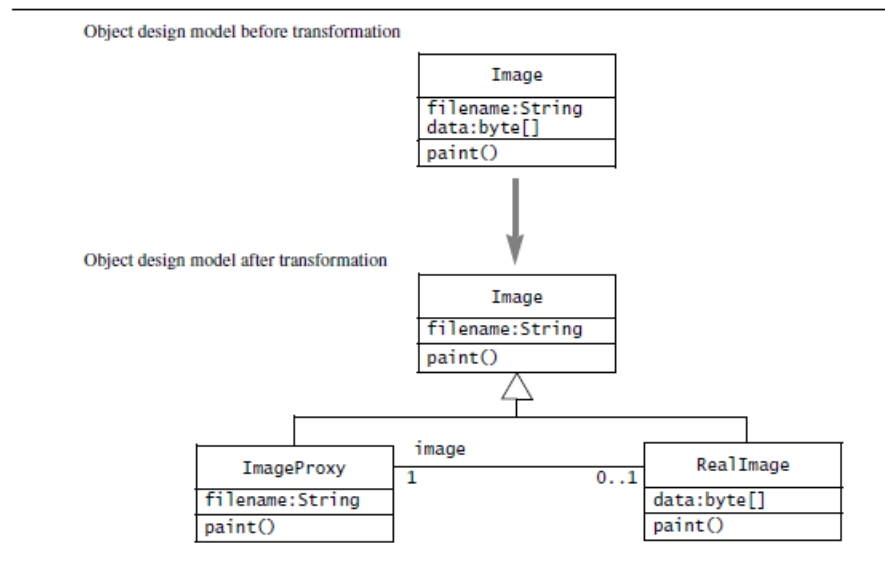 Object design model before transformation
Image
filename:String
data:byte[]
paint()
Object design model after transformation
Image
filename:String
paint()
image
1
0..1
ImageProxy
filename:String
paint()
RealImage
data:byte[]
paint()